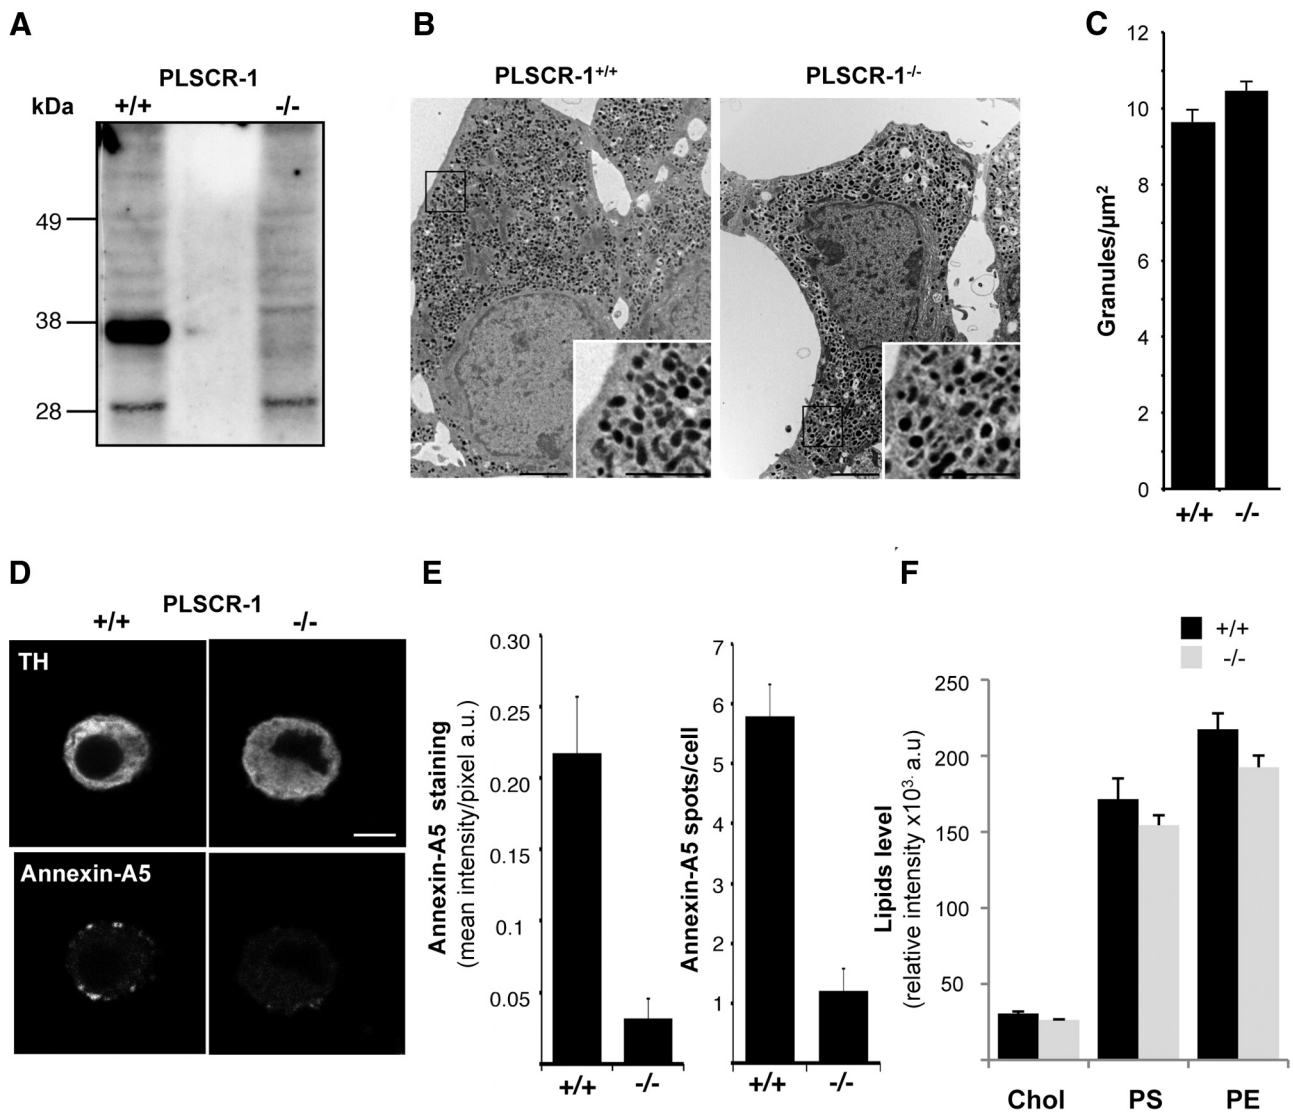 A
PLSCR-1
kDa
+/+
-/-
49
38
28
B
PLSCR-1+/+
PLSCR-1-/-
C
12
10
8
6
4
2
0
Granules/µm²
+/+
-/-
D
PLSCR-1
+/+
-/-
TH
Annexin-A5
E
0.30
0.25
0.20
0.15
0.1
0.05
Annexin-A5 staining
(mean intensity/pixel a.u.)
+/+
-/-
7
6
5
4
3
2
1
Annexin-A5 spots/cell
+/+
-/-
F
+/+
-/-
250
200
150
100
50
Lipids level
(relative intensity x10³· a.u)
Chol
PS
PE